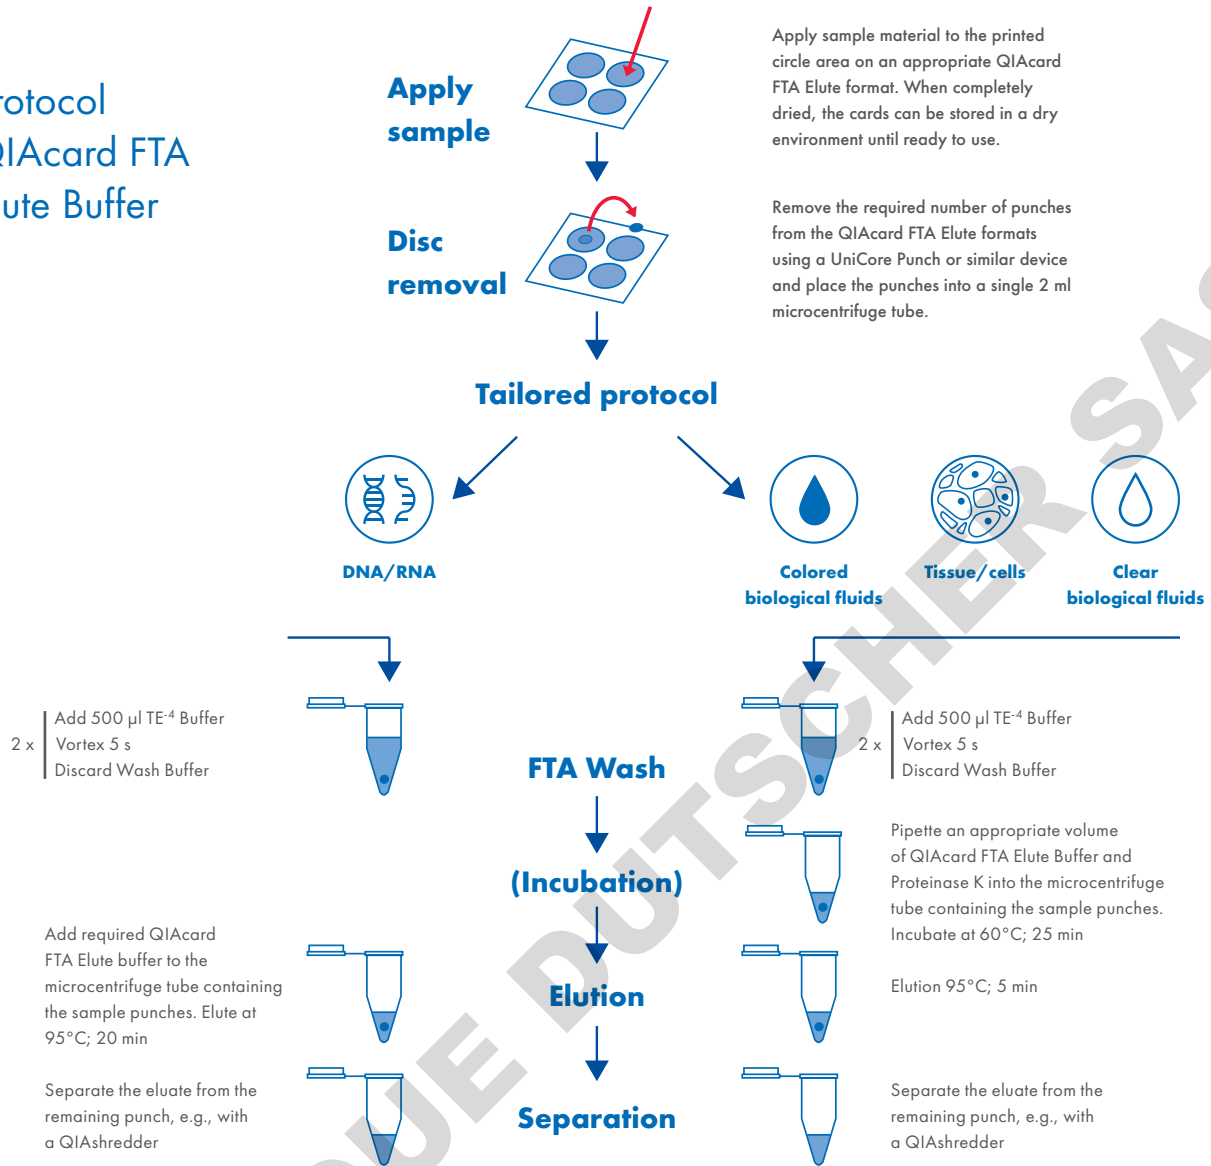 rotocol
QIAcard FTA
ute Buffer
Apply
sample
Apply sample material to the printed
circle area on an appropriate QIAcard
FTA Elute format. When completely
dried, the cards can be stored in a dry
environment until ready to use.
Disc
removal
Remove the required number of punches
from the QIAcard FTA Elute formats
using a UniCore Punch or similar device
and place the punches into a single 2 ml
microcentrifuge tube.
Tailored protocol
DNA/RNA
Colored
biological fluids
Tissue/cells
Clear
biological fluids
2 x
Add 500 µl TE⁻⁴ Buffer
Vortex 5 s
Discard Wash Buffer
FTA Wash
2 x
Add 500 µl TE⁻⁴ Buffer
Vortex 5 s
Discard Wash Buffer
(Incubation)
Pipette an appropriate volume
of QIAcard FTA Elute Buffer and
Proteinase K into the microcentrifuge
tube containing the sample punches.
Incubate at 60°C; 25 min
Add required QIAcard
FTA Elute buffer to the
microcentrifuge tube containing
the sample punches. Elute at
95°C; 20 min
Elution
Elution 95°C; 5 min
Separate the eluate from the
remaining punch, e.g., with
a QIAshredder
Separation
Separate the eluate from the
remaining punch, e.g., with
a QIAshredder
QUE DUTSCHER SAS